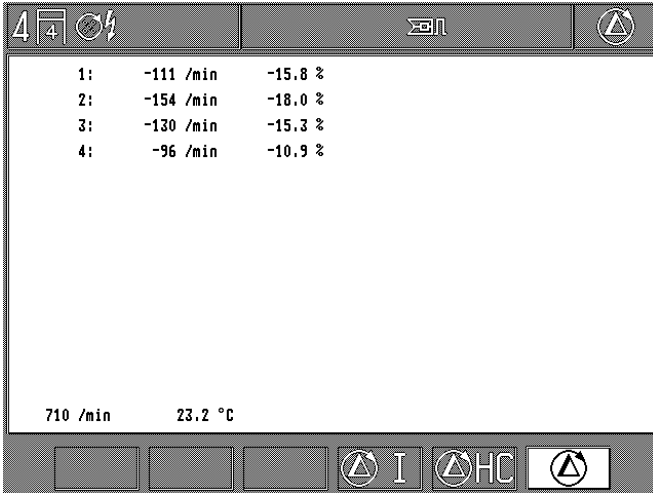 4 4
1: -111 /min -15.8 %
2: -154 /min -18.0 %
3: -130 /min -15.3 %
4: -96 /min -10.9 %
710 /min 23.2 °C
I HC